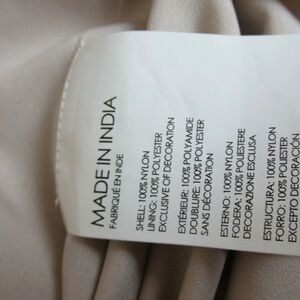 MADE IN INDIA
FABRIQUÉ EN INDE
SHELL: 100% NYLON
LINING: 100% POLYESTER
EXCLUSIVE OF DECORATION
EXTÉRIEUR: 100% POLYAMIDE
DOUBLURE: 100% POLYESTER
SANS DÉCORATION
ESTERNO: 100% NYLON
FODERA: 100% POLIESTERE
DECORAZIONE ESCLUSA
ESTRUCTURA: 100% NYLON
FORRO: 100% POLIESTER
EXCEPTO DECORACIÓN